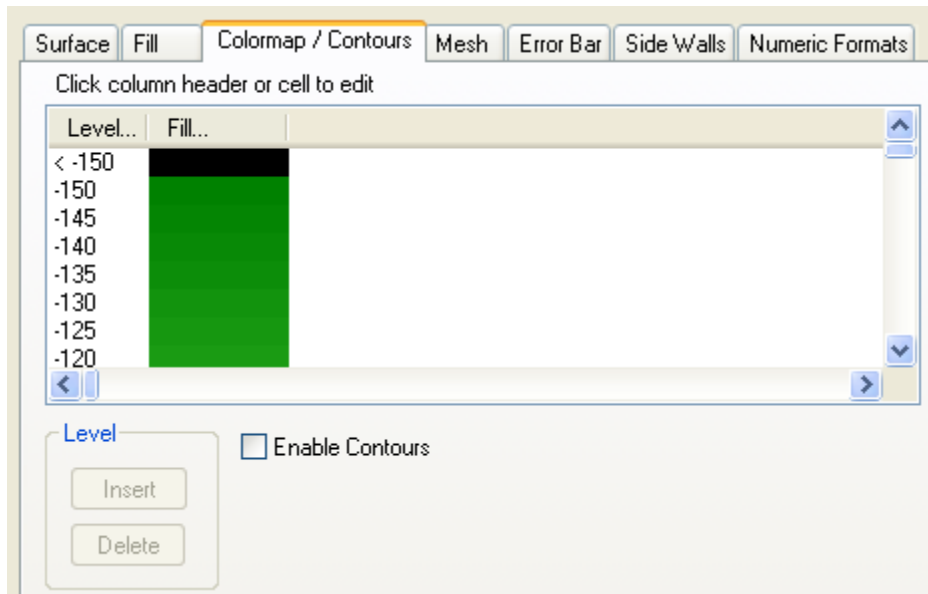 Surface Fill Colormap / Contours Mesh Error Bar Side Walls Numeric Formats
Click column header or cell to edit
Level... Fill...
< -150
-150
-145
-140
-135
-130
-125
-120
Level
Enable Contours
Insert
Delete